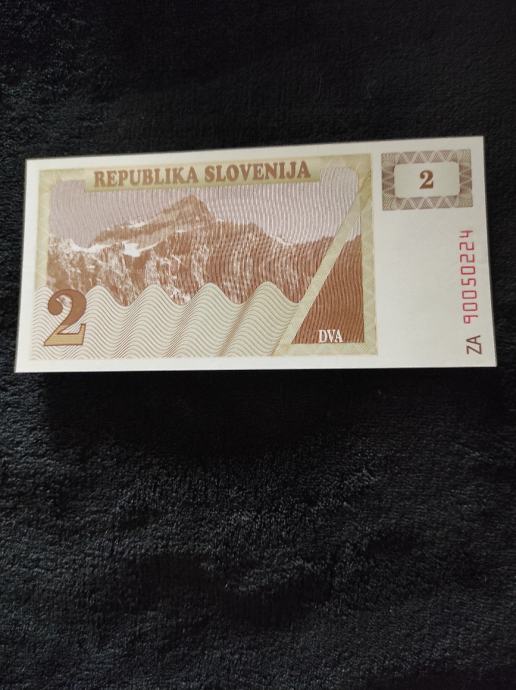 REPUBLIKA SLOVENIJA
2
2
DVA
ZA 90050224